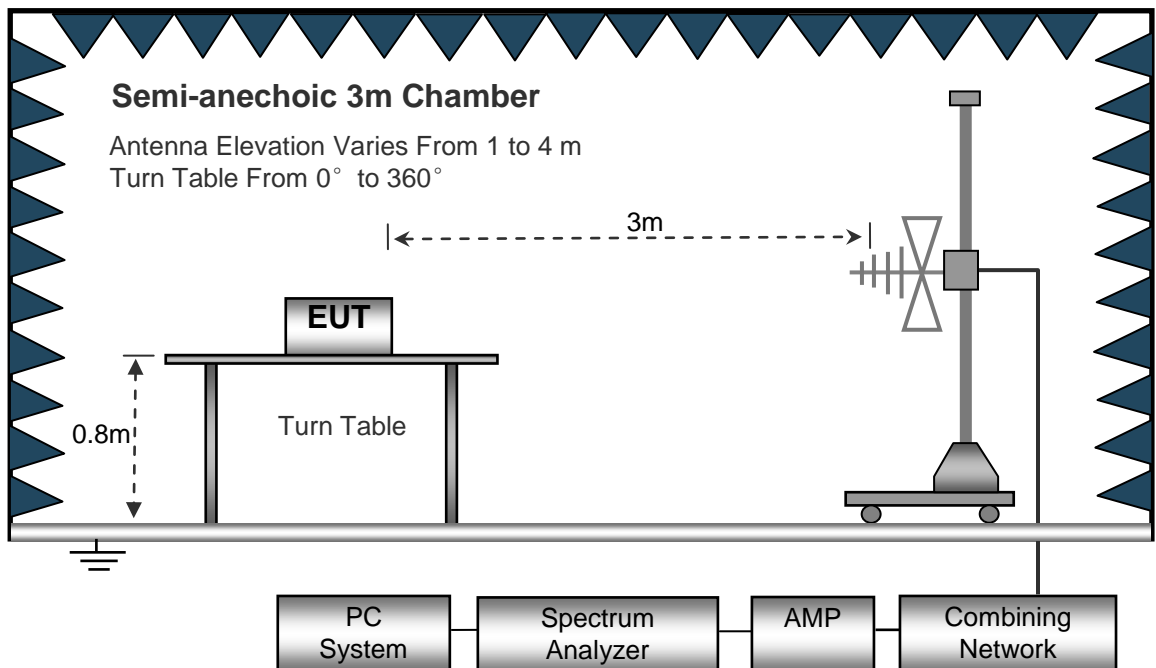 Semi-anechoic 3m Chamber
Antenna Elevation Varies From 1 to 4 m
Turn Table From 0° to 360°
3m
EUT
0.8m
Turn Table
PC
System
Spectrum
Analyzer
AMP
Combining
Network